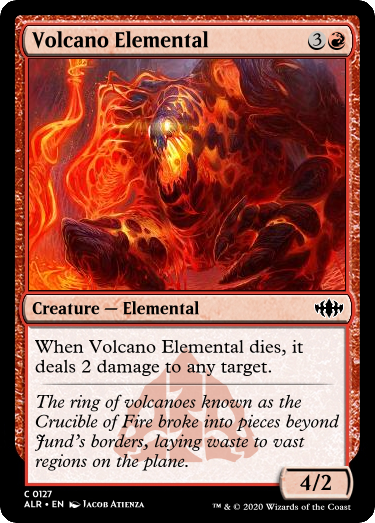 Volcano Elemental 3
Creature — Elemental
When Volcano Elemental dies, it
deals 2 damage to any target.
The ring of volcanoes known as the
Crucible of Fire broke into pieces beyond
Jund's borders, laying waste to vast
regions on the plane.
4/2
C 0127
ALR • EN Jacob Atienza
™ & © 2020 Wizards of the Coast